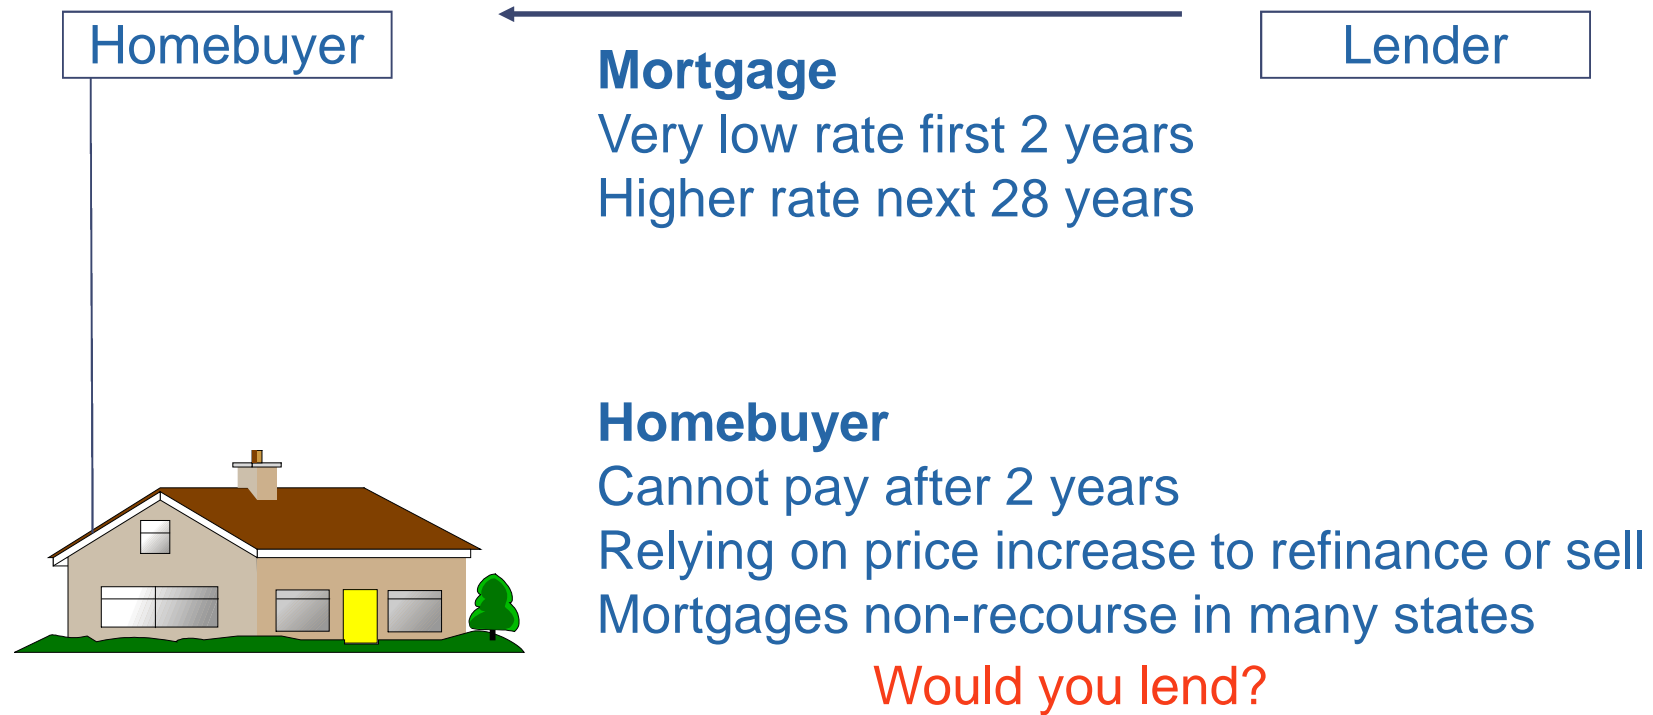 Homebuyer
Lender
Mortgage
Very low rate first 2 years
Higher rate next 28 years
Homebuyer
Cannot pay after 2 years
Relying on price increase to refinance or sell
Mortgages non-recourse in many states
Would you lend?